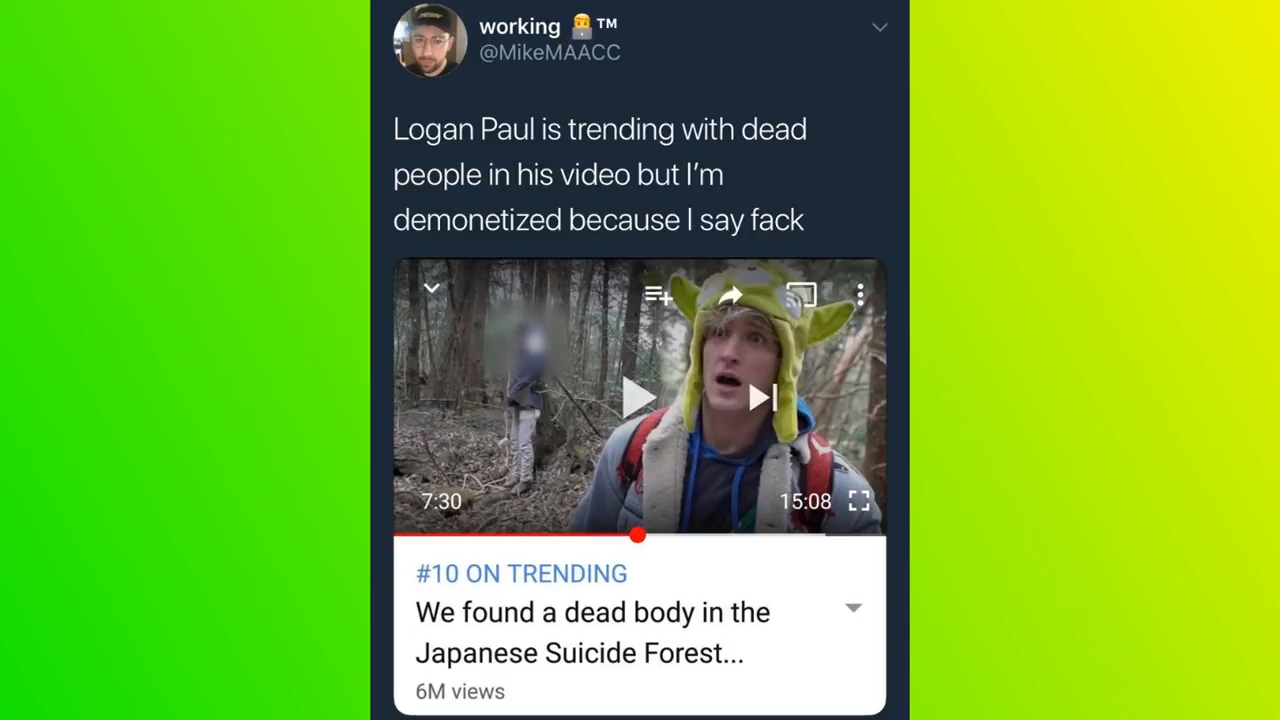 working 👨‍💻™
@MikeMAACC
Logan Paul is trending with dead
people in his video but I’m
demonetized because I say fack
7:30
15:08
#10 ON TRENDING
We found a dead body in the
Japanese Suicide Forest...
6M views